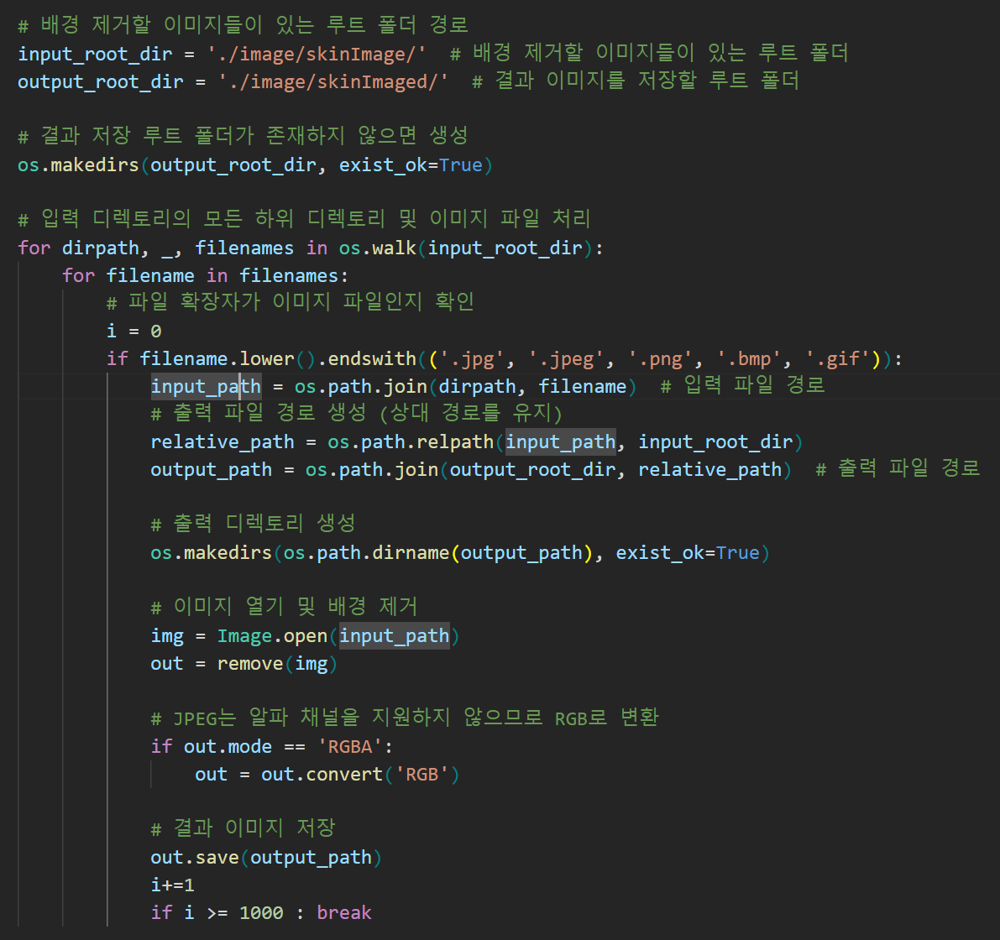 # 배경 제거할 이미지들이 있는 루트 폴더 경로
input_root_dir = './image/skinImage/'  # 배경 제거할 이미지들이 있는 루트 폴더
output_root_dir = './image/skinImaged/'  # 결과 이미지를 저장할 루트 폴더

# 결과 저장 루트 폴더가 존재하지 않으면 생성
os.makedirs(output_root_dir, exist_ok=True)

# 입력 디렉토리의 모든 하위 디렉토리 및 이미지 파일 처리
for dirpath, _, filenames in os.walk(input_root_dir):
    for filename in filenames:
        # 파일 확장자가 이미지 파일인지 확인
        i = 0
        if filename.lower().endswith(('.jpg', '.jpeg', '.png', '.bmp', '.gif')):
            input_path = os.path.join(dirpath, filename)  # 입력 파일 경로
            # 출력 파일 경로 생성 (상대 경로를 유지)
            relative_path = os.path.relpath(input_path, input_root_dir)
            output_path = os.path.join(output_root_dir, relative_path)  # 출력 파일 경로

            # 출력 디렉토리 생성
            os.makedirs(os.path.dirname(output_path), exist_ok=True)

            # 이미지 열기 및 배경 제거
            img = Image.open(input_path)
            out = remove(img)

            # JPEG는 알파 채널을 지원하지 않으므로 RGB로 변환
            if out.mode == 'RGBA':
                out = out.convert('RGB')

            # 결과 이미지 저장
            out.save(output_path)
            i+=1
            if i >= 1000 : break